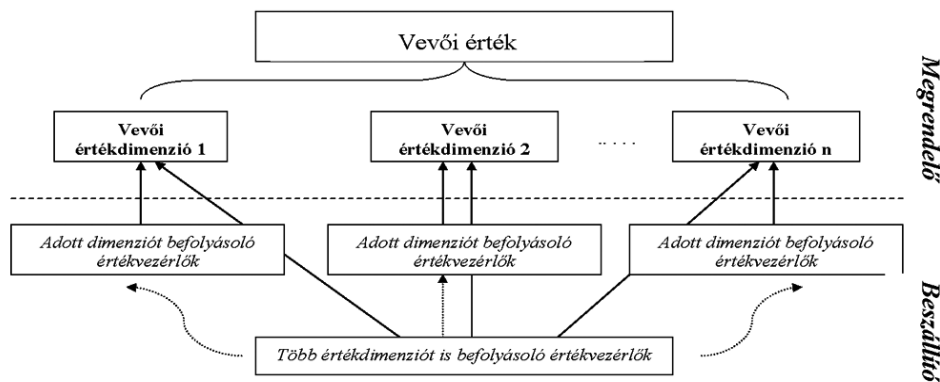 Vevői érték
Megrendelő
Vevői
értékdimenzió 1
Vevői
értékdimenzió 2
.. . . .
Vevői
értékdimenzió n
Adott dimenziót befolyásoló
értékvezérlők
Adott dimenziót befolyásoló
értékvezérlők
Adott dimenziót befolyásoló
értékvezérlők
Beszállító
Több értékdimenziót is befolyásoló értékvezérlők